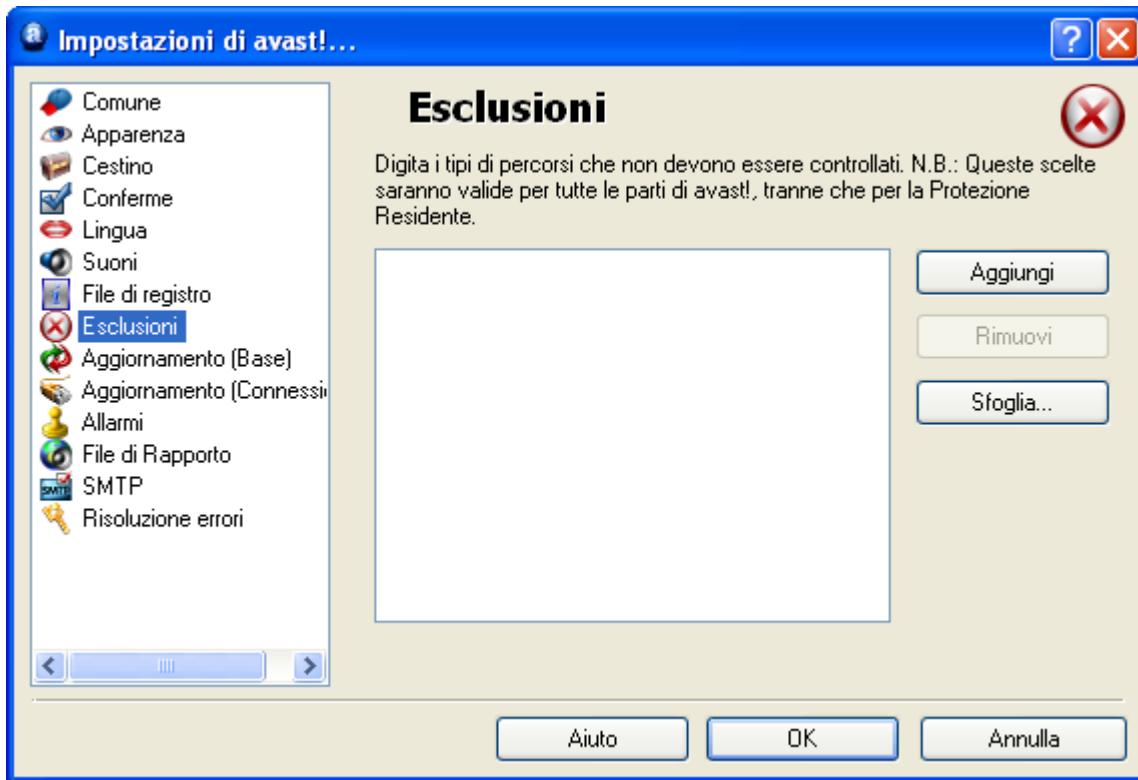 Impostazioni di avast!...
Comune
Apparenza
Cestino
Conferme
Lingua
Suoni
File di registro
Esclusioni
Aggiornamento (Base)
Aggiornamento (Connessi
Allarmi
File di Rapporto
SMTP
Risoluzione errori
Esclusioni
Digita i tipi di percorsi che non devono essere controllati. N.B.: Queste scelte
saranno valide per tutte le parti di avast!, tranne che per la Protezione
Residente.
Aggiungi
Rimuovi
Sfoglia...
Aiuto
OK
Annulla